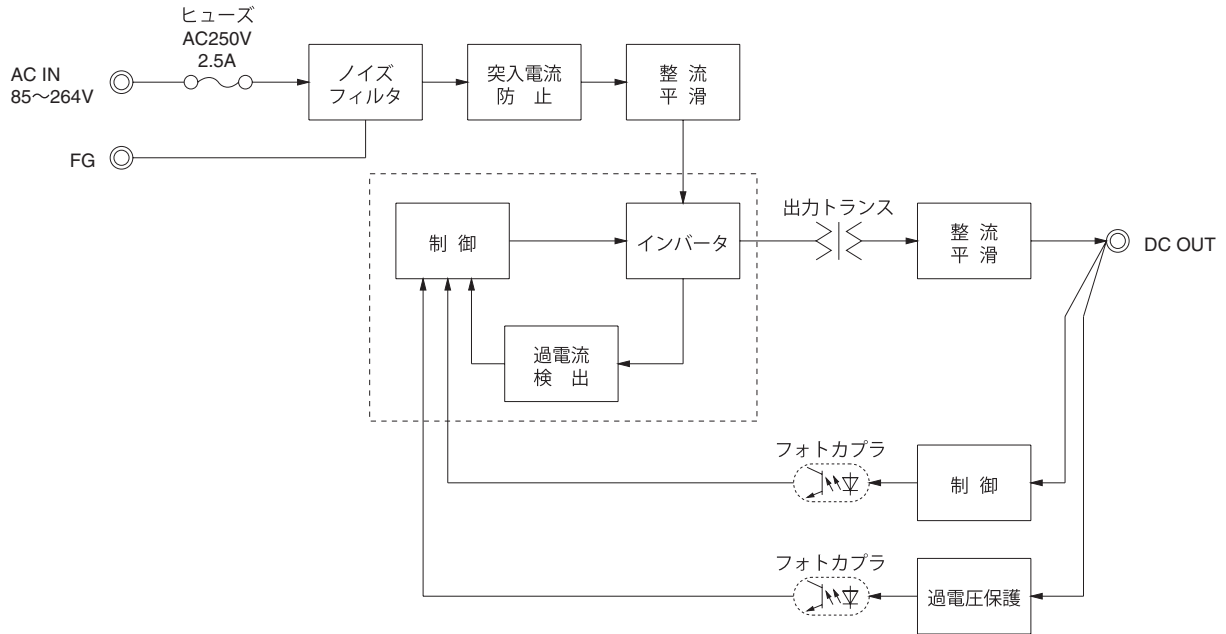 ヒューズ
AC250V
2.5A
AC IN
85〜264V
FG
ノイズ
フィルタ
突入電流
防 止
整 流
平 滑
制 御
インバータ
出力トランス
整 流
平 滑
DC OUT
過電流
検 出
フォトカプラ
制 御
フォトカプラ
過電圧保護